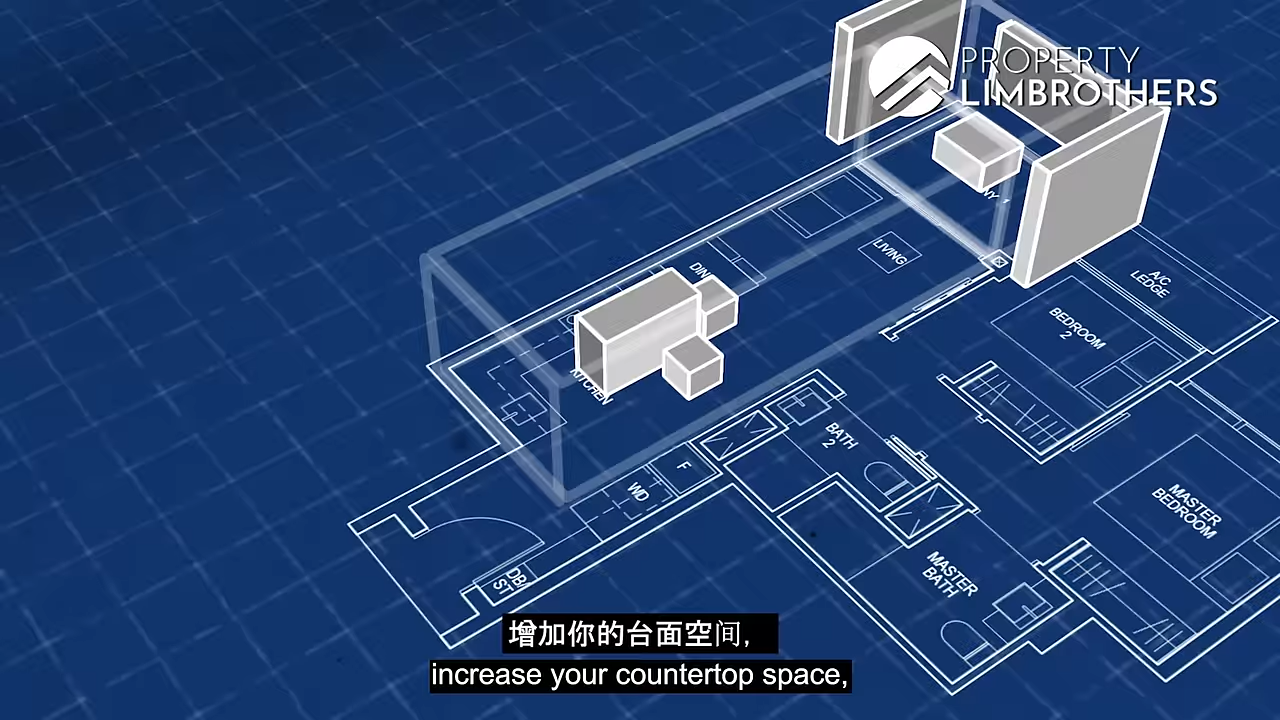 PROPERTY
LIMBROTHERS
LIVING
A/C
LEDGE
BEDROOM
2
KITCHEN
BATH
2
F
WD
MASTER
BEDROOM
MASTER
BATH
DB/
ST
增加你的台面空间,
increase your countertop space,